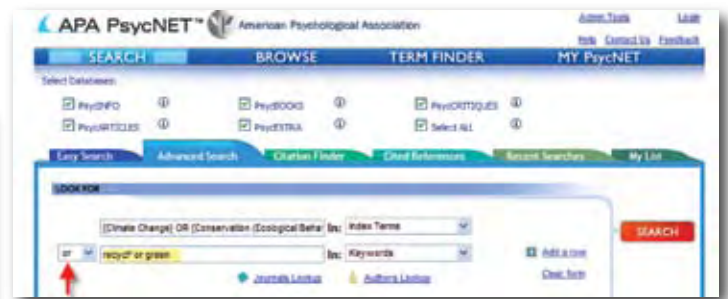 APA PsycNET™ American Psychological Association
Admin Tools Login
Help Contact Us Feedback
SEARCH BROWSE TERM FINDER MY PsycNET
Select Databases:
PsycINFO PsycBOOKS PsycCRITIQUES
PsycARTICLES PsycEXTRA Select ALL
Easy Search Advanced Search Citation Finder Cited References Recent Searches My List
LOOK FOR
{Climate Change} OR {Conservation (Ecological Behav In: Index Terms
SEARCH
or recycl* or green In: Keywords Add a row
Journals Lookup Authors Lookup Clear form